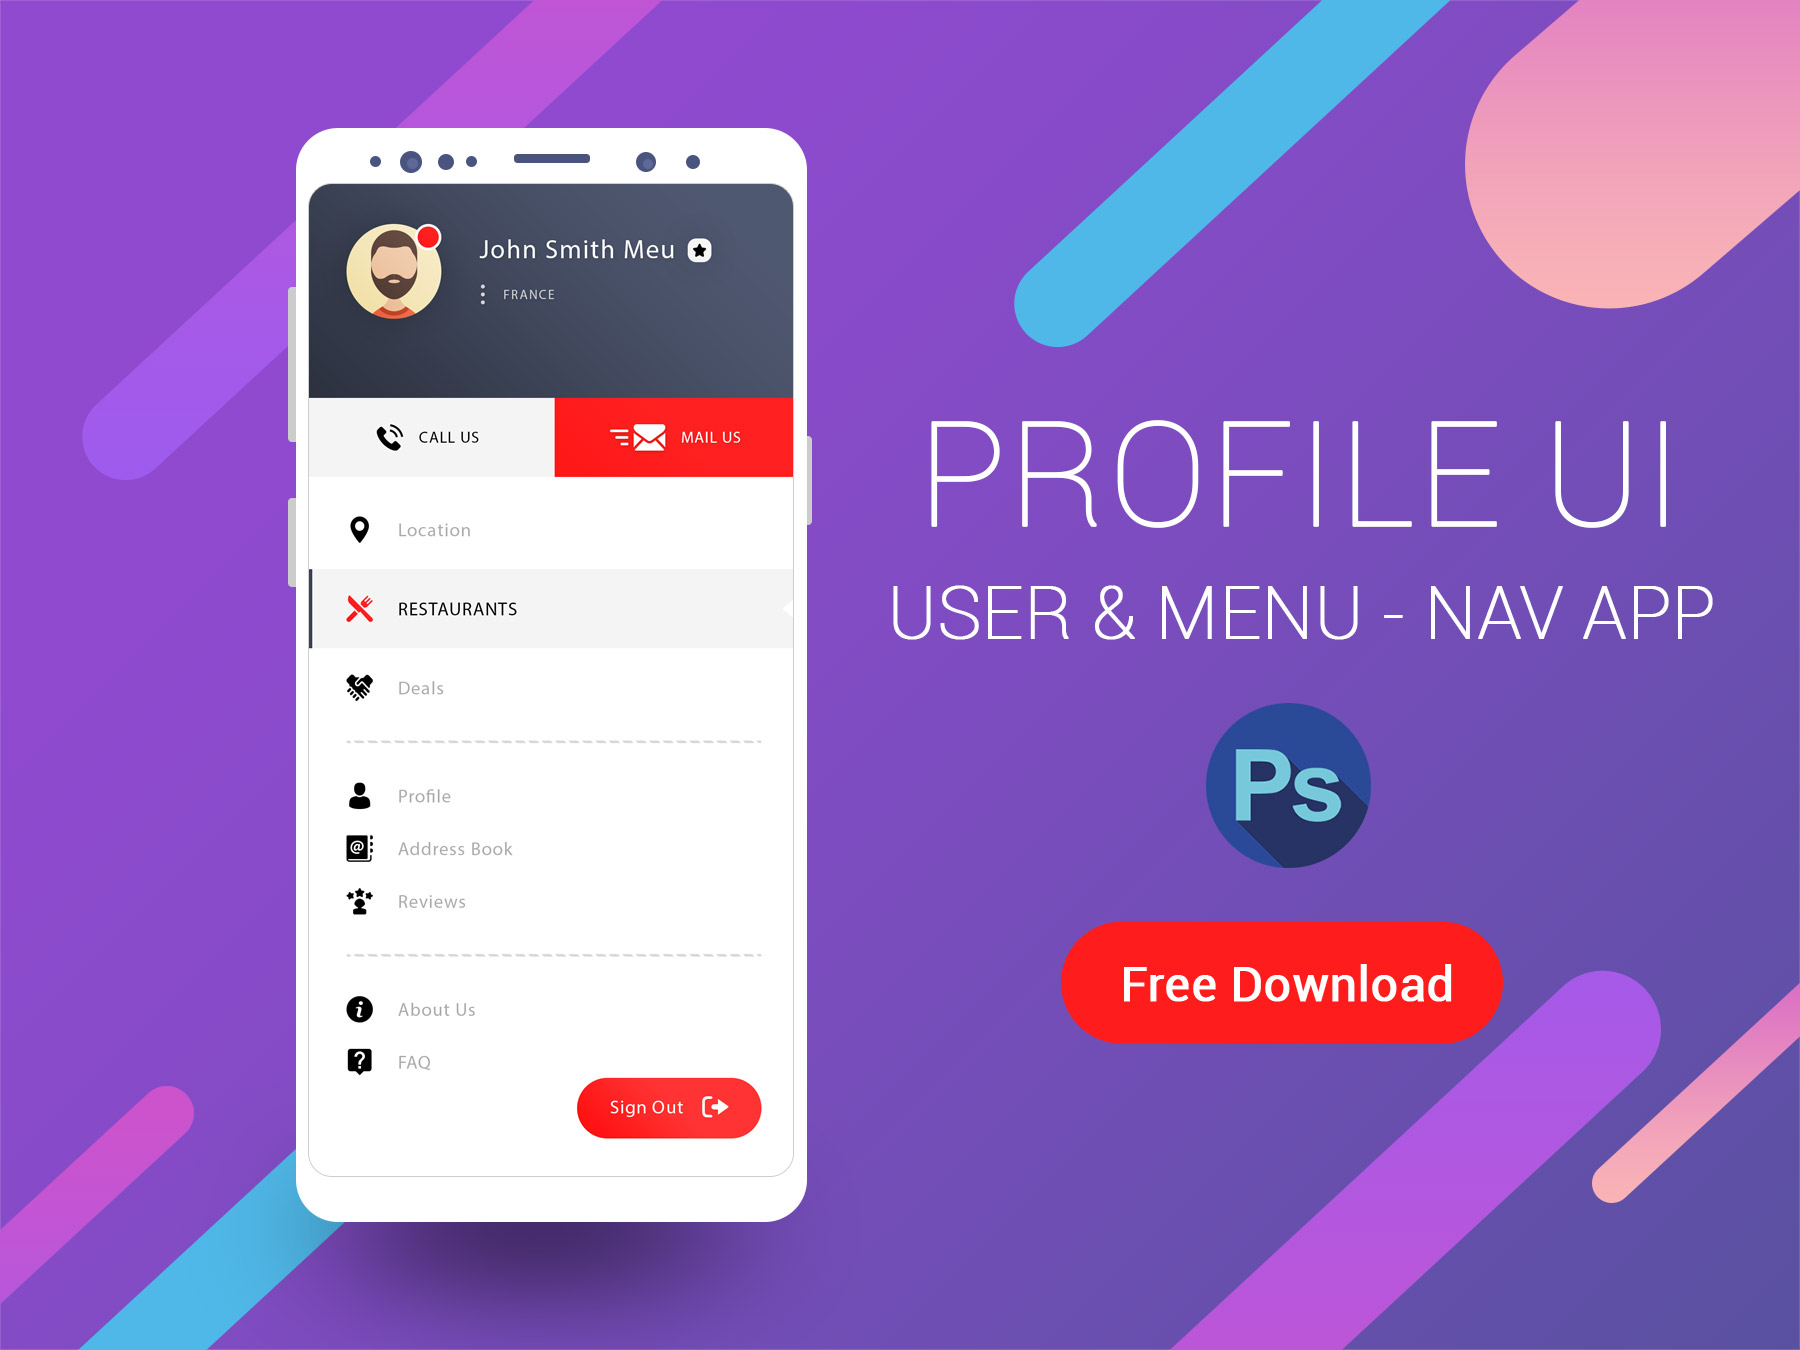 John Smith Meu
FRANCE
CALL US
MAIL US
Location
RESTAURANTS
Deals
Profile
@ Address Book
Reviews
i About Us
? FAQ
Sign Out
PROFILE UI
USER & MENU - NAV APP
Ps
Free Download